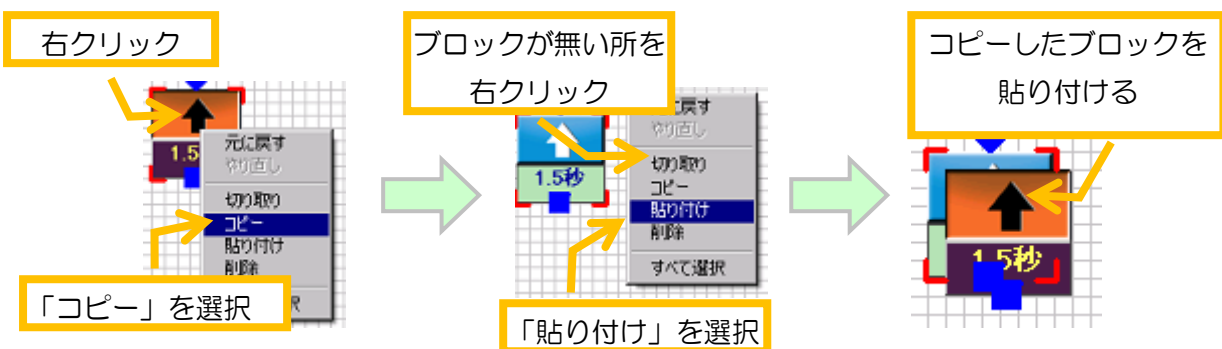 右クリック
1.5
元に戻す
やり直し
切り取り
コピー
貼り付け
削除
択
「コピー」を選択
ブロックが無い所を
右クリック
1.5秒
に戻す
やり直し
切り取り
コピー
貼り付け
削除
すべて選択
「貼り付け」を選択
コピーしたブロックを
貼り付ける
1.5秒